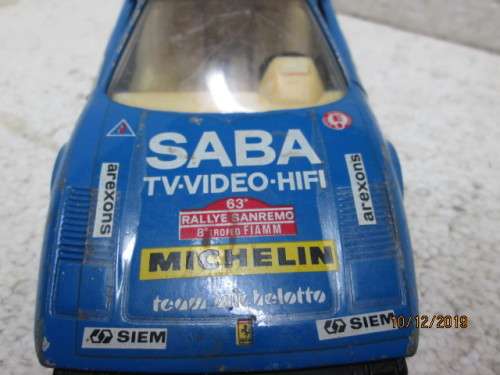 SABA
TV·VIDEO·HIFI
arexons
arexons
63°
RALLYE SANREMO
8° TROFEO FIAMM
MICHELIN
team michelotto
SIEM
SIEM
10/12/2019